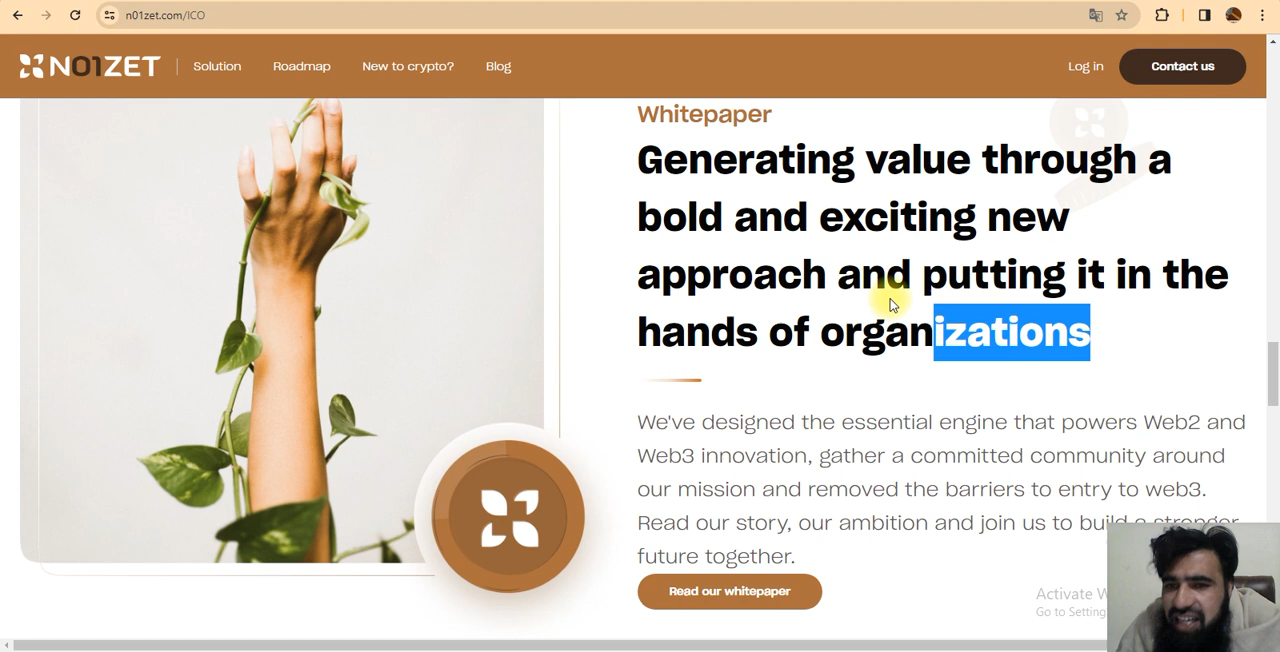 n01zet.com/ICO
N01ZET
Solution
Roadmap
New to crypto?
Blog
Log in
Contact us
Whitepaper
Generating value through a
bold and exciting new
approach and putting it in the
hands of organizations
We've designed the essential engine that powers Web2 and
Web3 innovation, gather a committed community around
our mission and removed the barriers to entry to web3.
Read our story, our ambition and join us to build a stronger
future together.
Read our whitepaper
Activate
Go to Setting